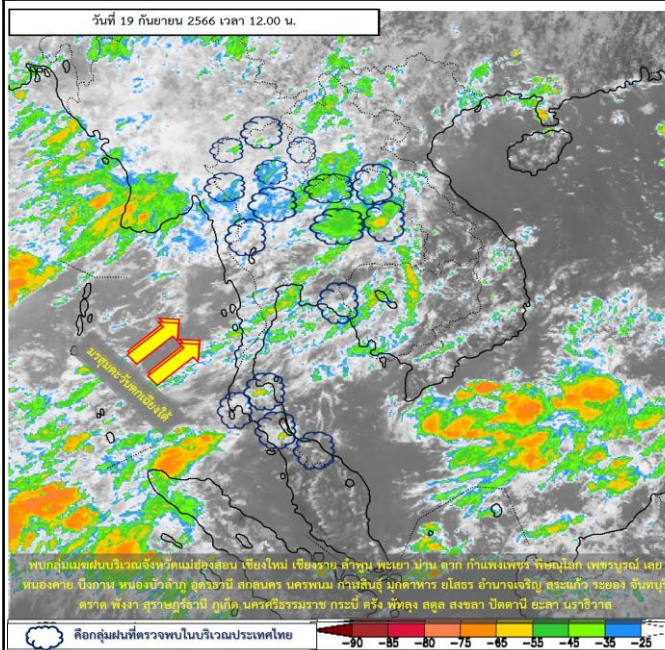 วันที่ 19 กันยายน 2566 เวลา 12.00 น.
มรสุมตะวันตกเฉียงใต้
พบกลุ่มเมฆฝนบริเวณจังหวัดแม่ฮ่องสอน เชียงใหม่ เชียงราย ลำพูน พะเยา น่าน ตาก กำแพงเพชร พิษณุโลก เพชรบูรณ์ เลย
หนองคาย บึงกาฬ หนองบัวลำภู อุดรธานี สกลนคร นครพนม กาฬสินธุ์ มุกดาหาร ยโสธร อำนาจเจริญ สระแก้ว ระยอง จันทบุรี
ตราด พังงา สุราษฎร์ธานี ภูเก็ต นครศรีธรรมราช กระบี่ ตรัง พัทลุง สตูล สงขลา ปัตตานี ยะลา นราธิวาส
คือกลุ่มฝนที่ตรวจพบในบริเวณประเทศไทย
-90 -85 -80 -75 -65 -55 -45 -35 -25